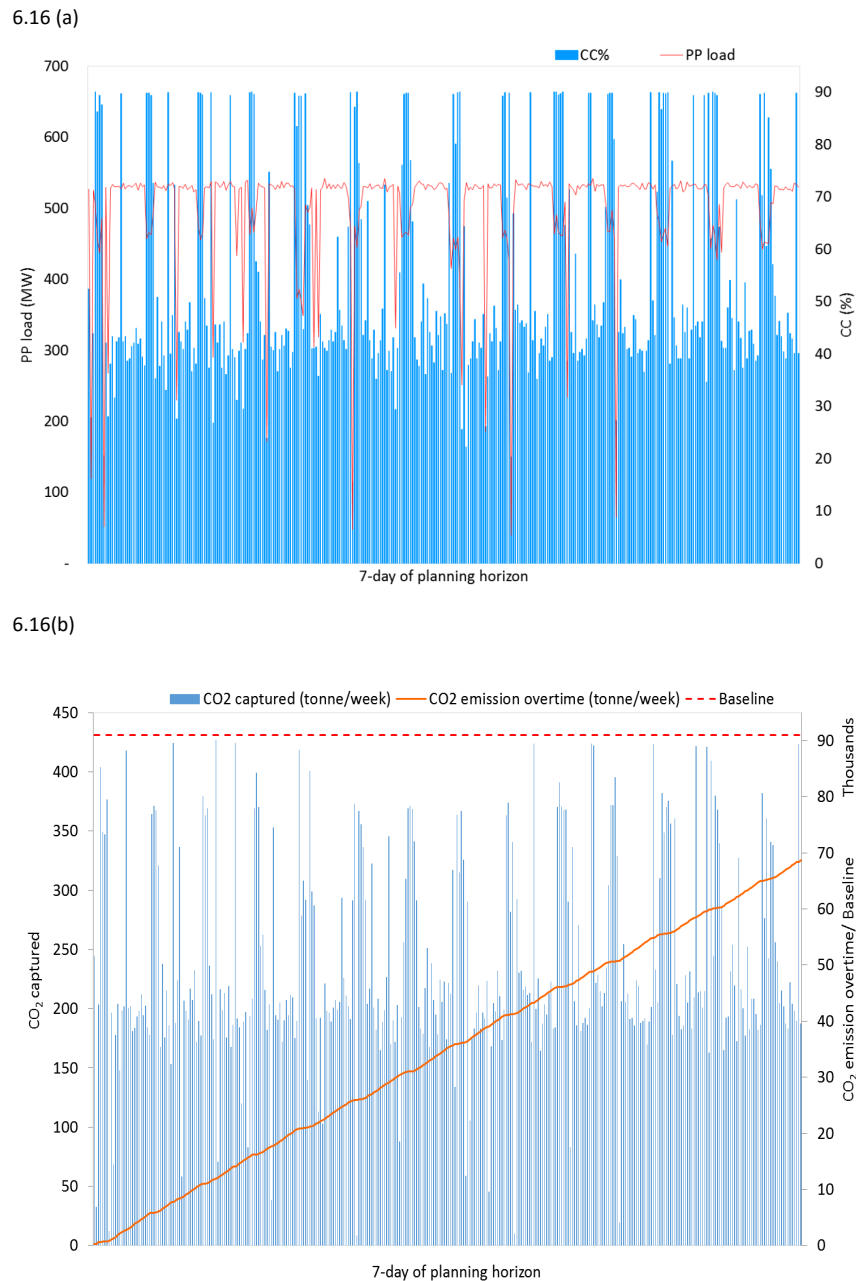 6.16 (a)
CC%
PP load
700
600
500
400
300
200
100
-
PP load (MW)
90
80
70
60
50
40
30
20
10
0
CC (%)
7-day of planning horizon
6.16(b)
CO2 captured (tonne/week)
CO2 emission overtime (tonne/week)
Baseline
450
400
350
300
250
200
150
100
50
0
CO₂ captured
90
80
70
60
50
40
30
20
10
0
Thousands
CO₂ emission overtime/ Baseline
7-day of planning horizon